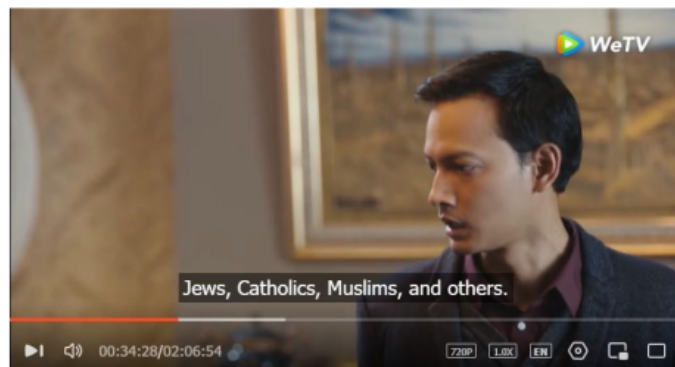 WeTV
Jews, Catholics, Muslims, and others.
00:34:28/02:06:54
720P 1.0X EN